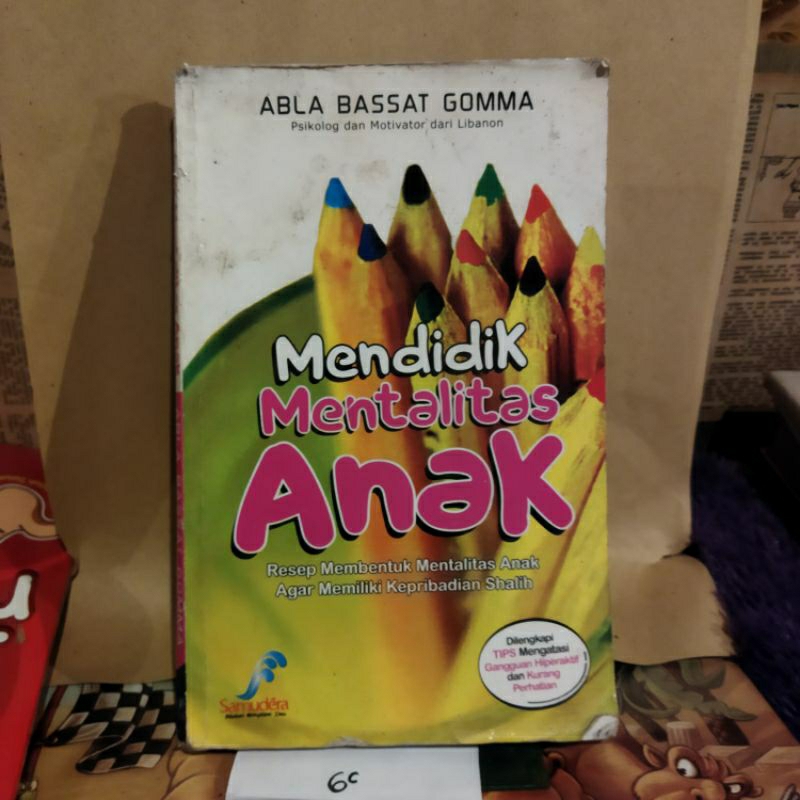 ABLA BASSAT GOMMA
Psikolog dan Motivator dari Libanon
Mendidik
Mentalitas
Anak
Resep Membentuk Mentalitas Anak
Agar Memiliki Kepribadian Shalih
Dilengkapi
TIPS Mengatasi
Gangguan Hiperaktif
dan Kurang
Perhatian
Samudera
6c